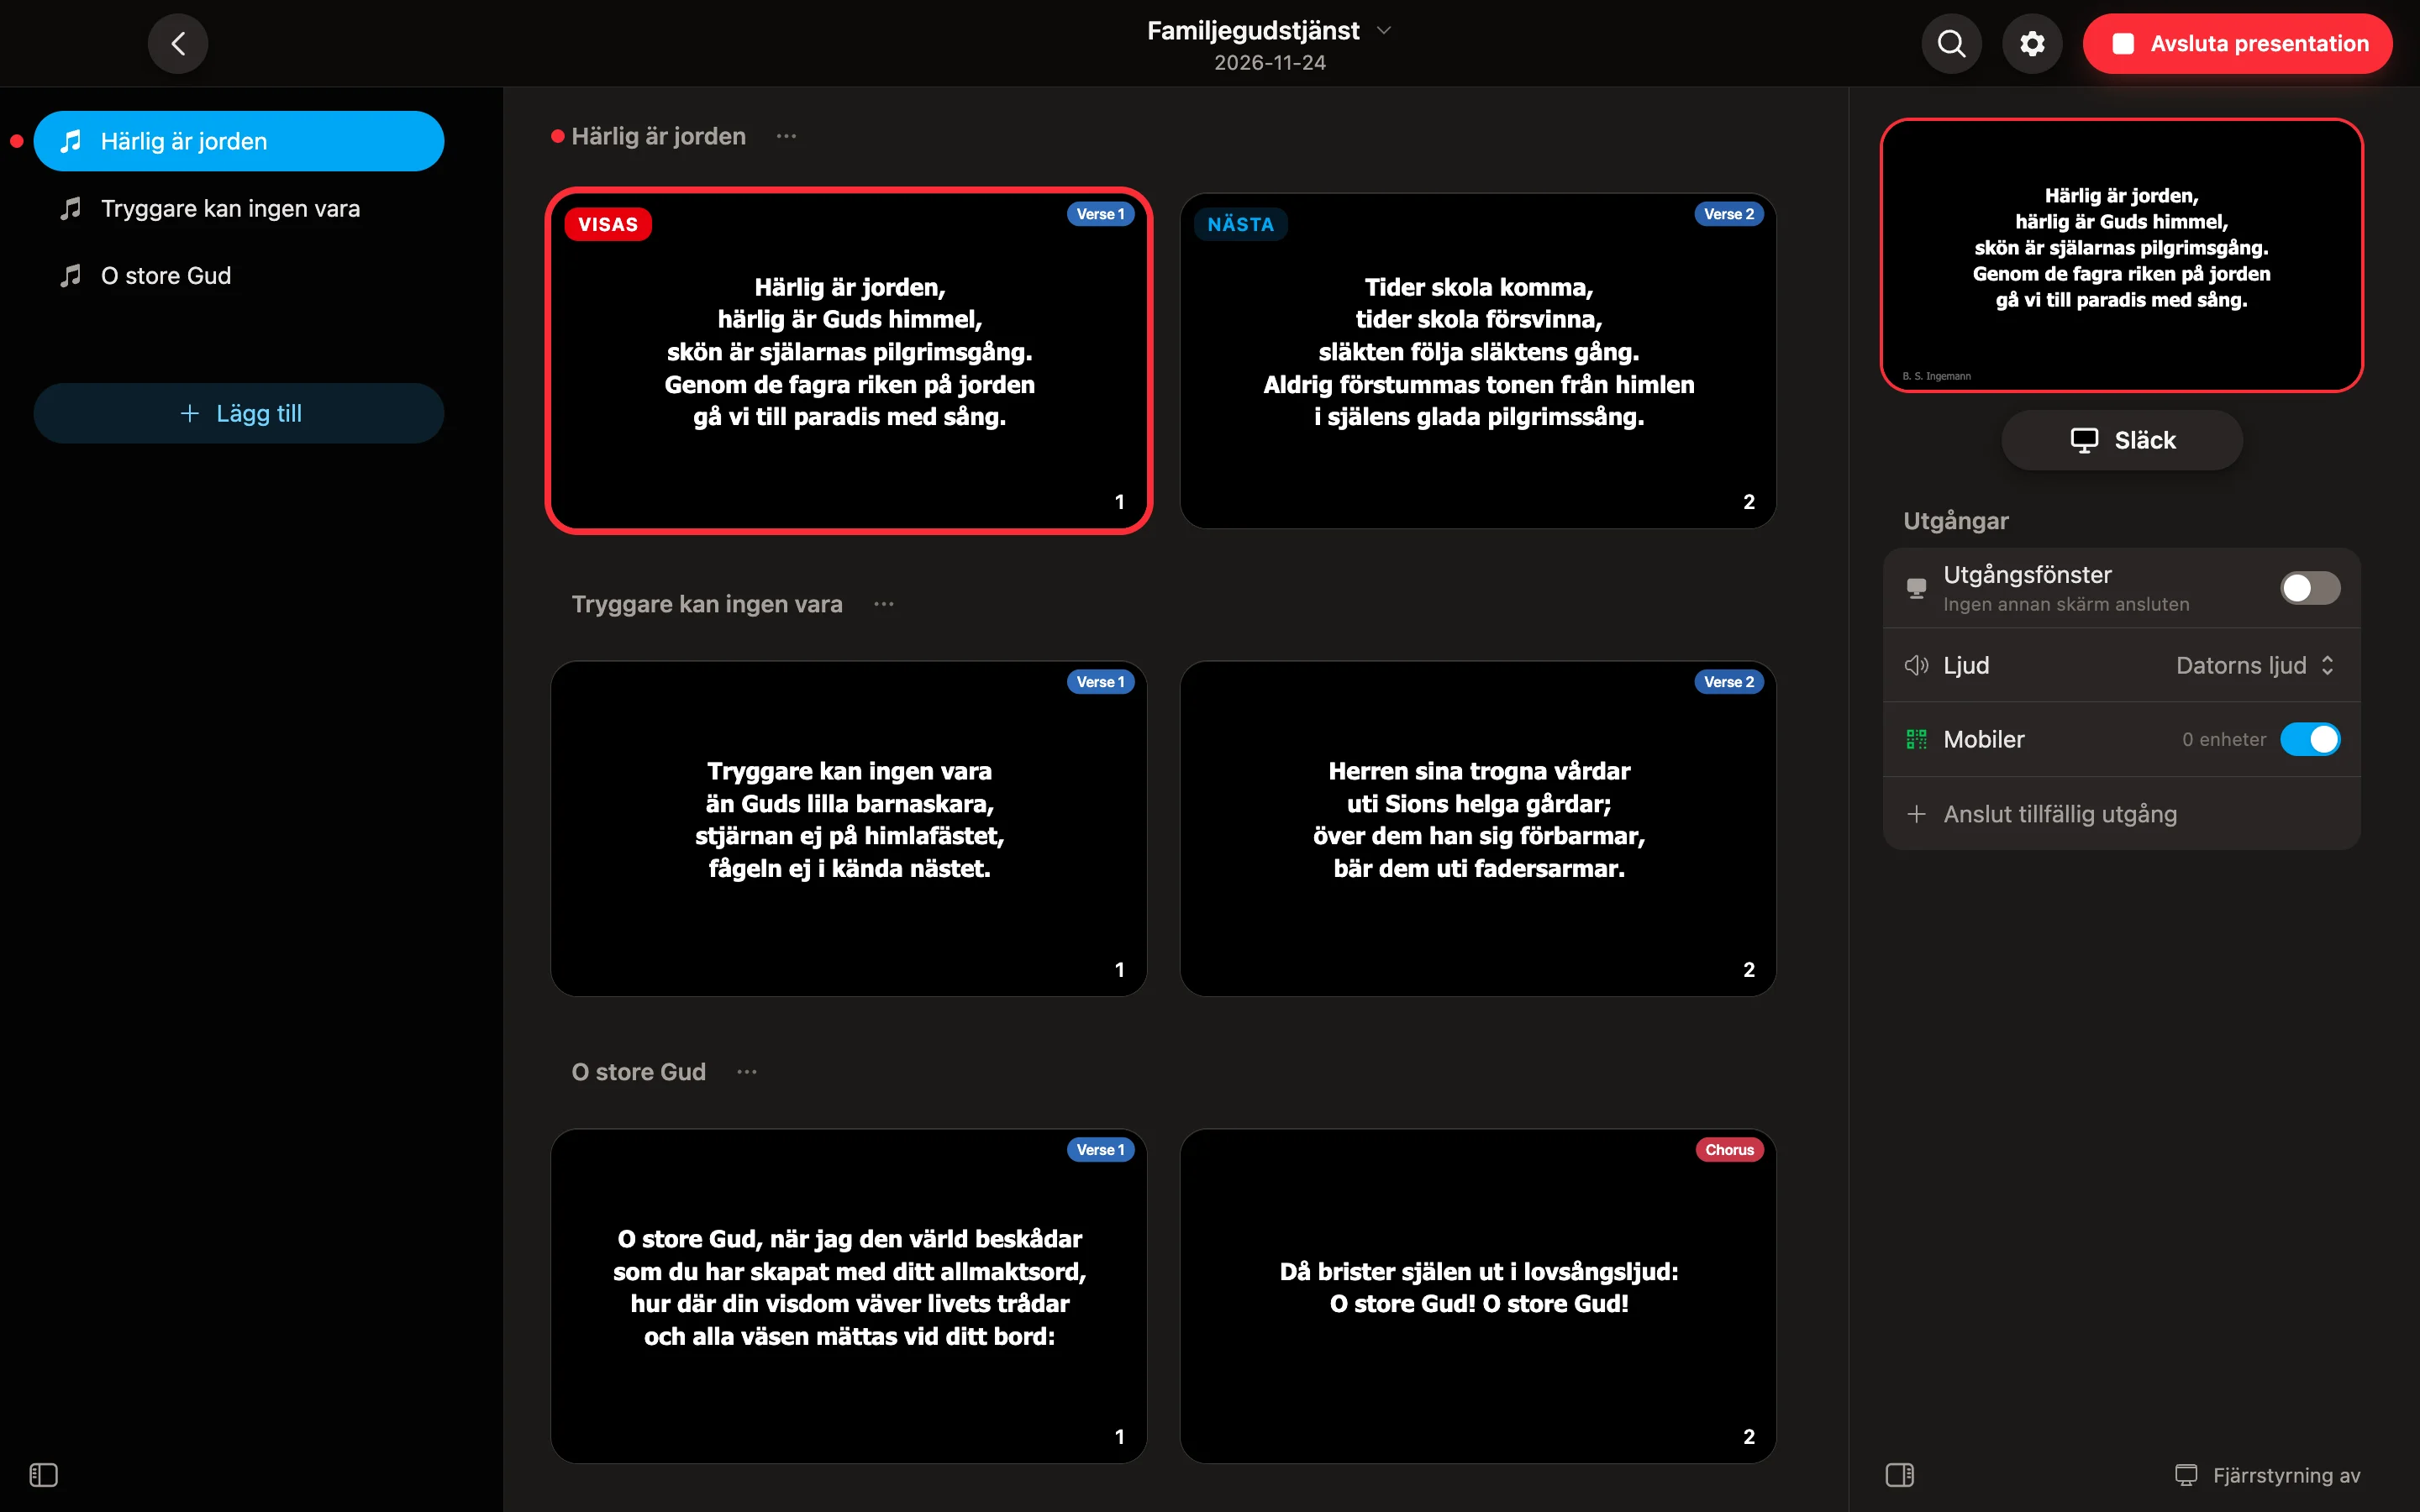 Familjegudstjänst
2026-11-24
Avsluta presentation
Härlig är jorden
Tryggare kan ingen vara
O store Gud
+ Lägg till
Härlig är jorden ...
VISAS
Verse 1
Härlig är jorden,
härlig är Guds himmel,
skön är själarnas pilgrimsgång.
Genom de fagra riken på jorden
gå vi till paradis med sång.
1
NÄSTA
Verse 2
Tider skola komma,
tider skola försvinna,
släkten följa släktens gång.
Aldrig förstummas tonen från himlen
i själens glada pilgrimssång.
2
Tryggare kan ingen vara ...
Verse 1
Tryggare kan ingen vara
än Guds lilla barnaskara,
stjärnan ej på himlafästet,
fågeln ej i kända nästet.
1
Verse 2
Herren sina trogna vårdar
uti Sions helga gårdar;
över dem han sig förbarmar,
bär dem uti fadersarmar.
2
O store Gud ...
Verse 1
O store Gud, när jag den värld beskådar
som du har skapat med ditt allmaktsord,
hur där din visdom väver livets trådar
och alla väsen mättas vid ditt bord:
1
Chorus
Då brister själen ut i lovsångsljud:
O store Gud! O store Gud!
2
Härlig är jorden,
härlig är Guds himmel,
skön är själarnas pilgrimsgång.
Genom de fagra riken på jorden
gå vi till paradis med sång.
B. S. Ingemann
Släck
Utgångar
Utgångsfönster
Ingen annan skärm ansluten
Ljud Datorns ljud
Mobiler 0 enheter
+ Anslut tillfällig utgång
Fjärrstyrning av